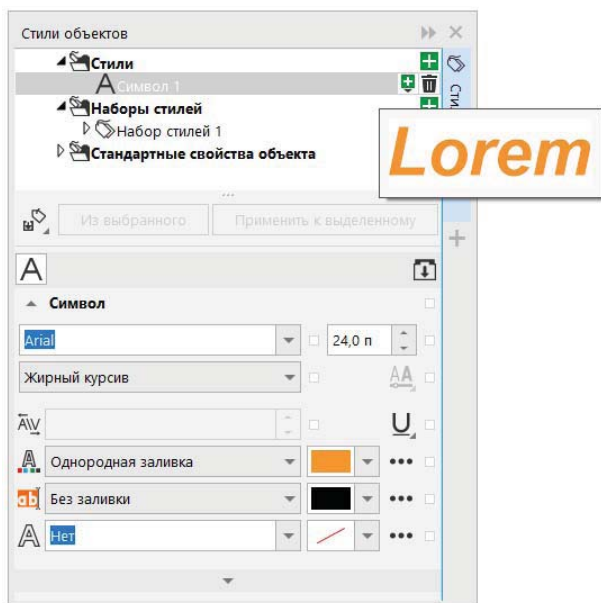 Стили объектов
Стили
Символ 1
Наборы стилей
Набор стилей 1
Стандартные свойства объекта
Сти
Lorem
Из выбранного
Применить к выделенному
A
Символ
Arial
24,0 п
Жирный курсив
Однородная заливка
Без заливки
Нет